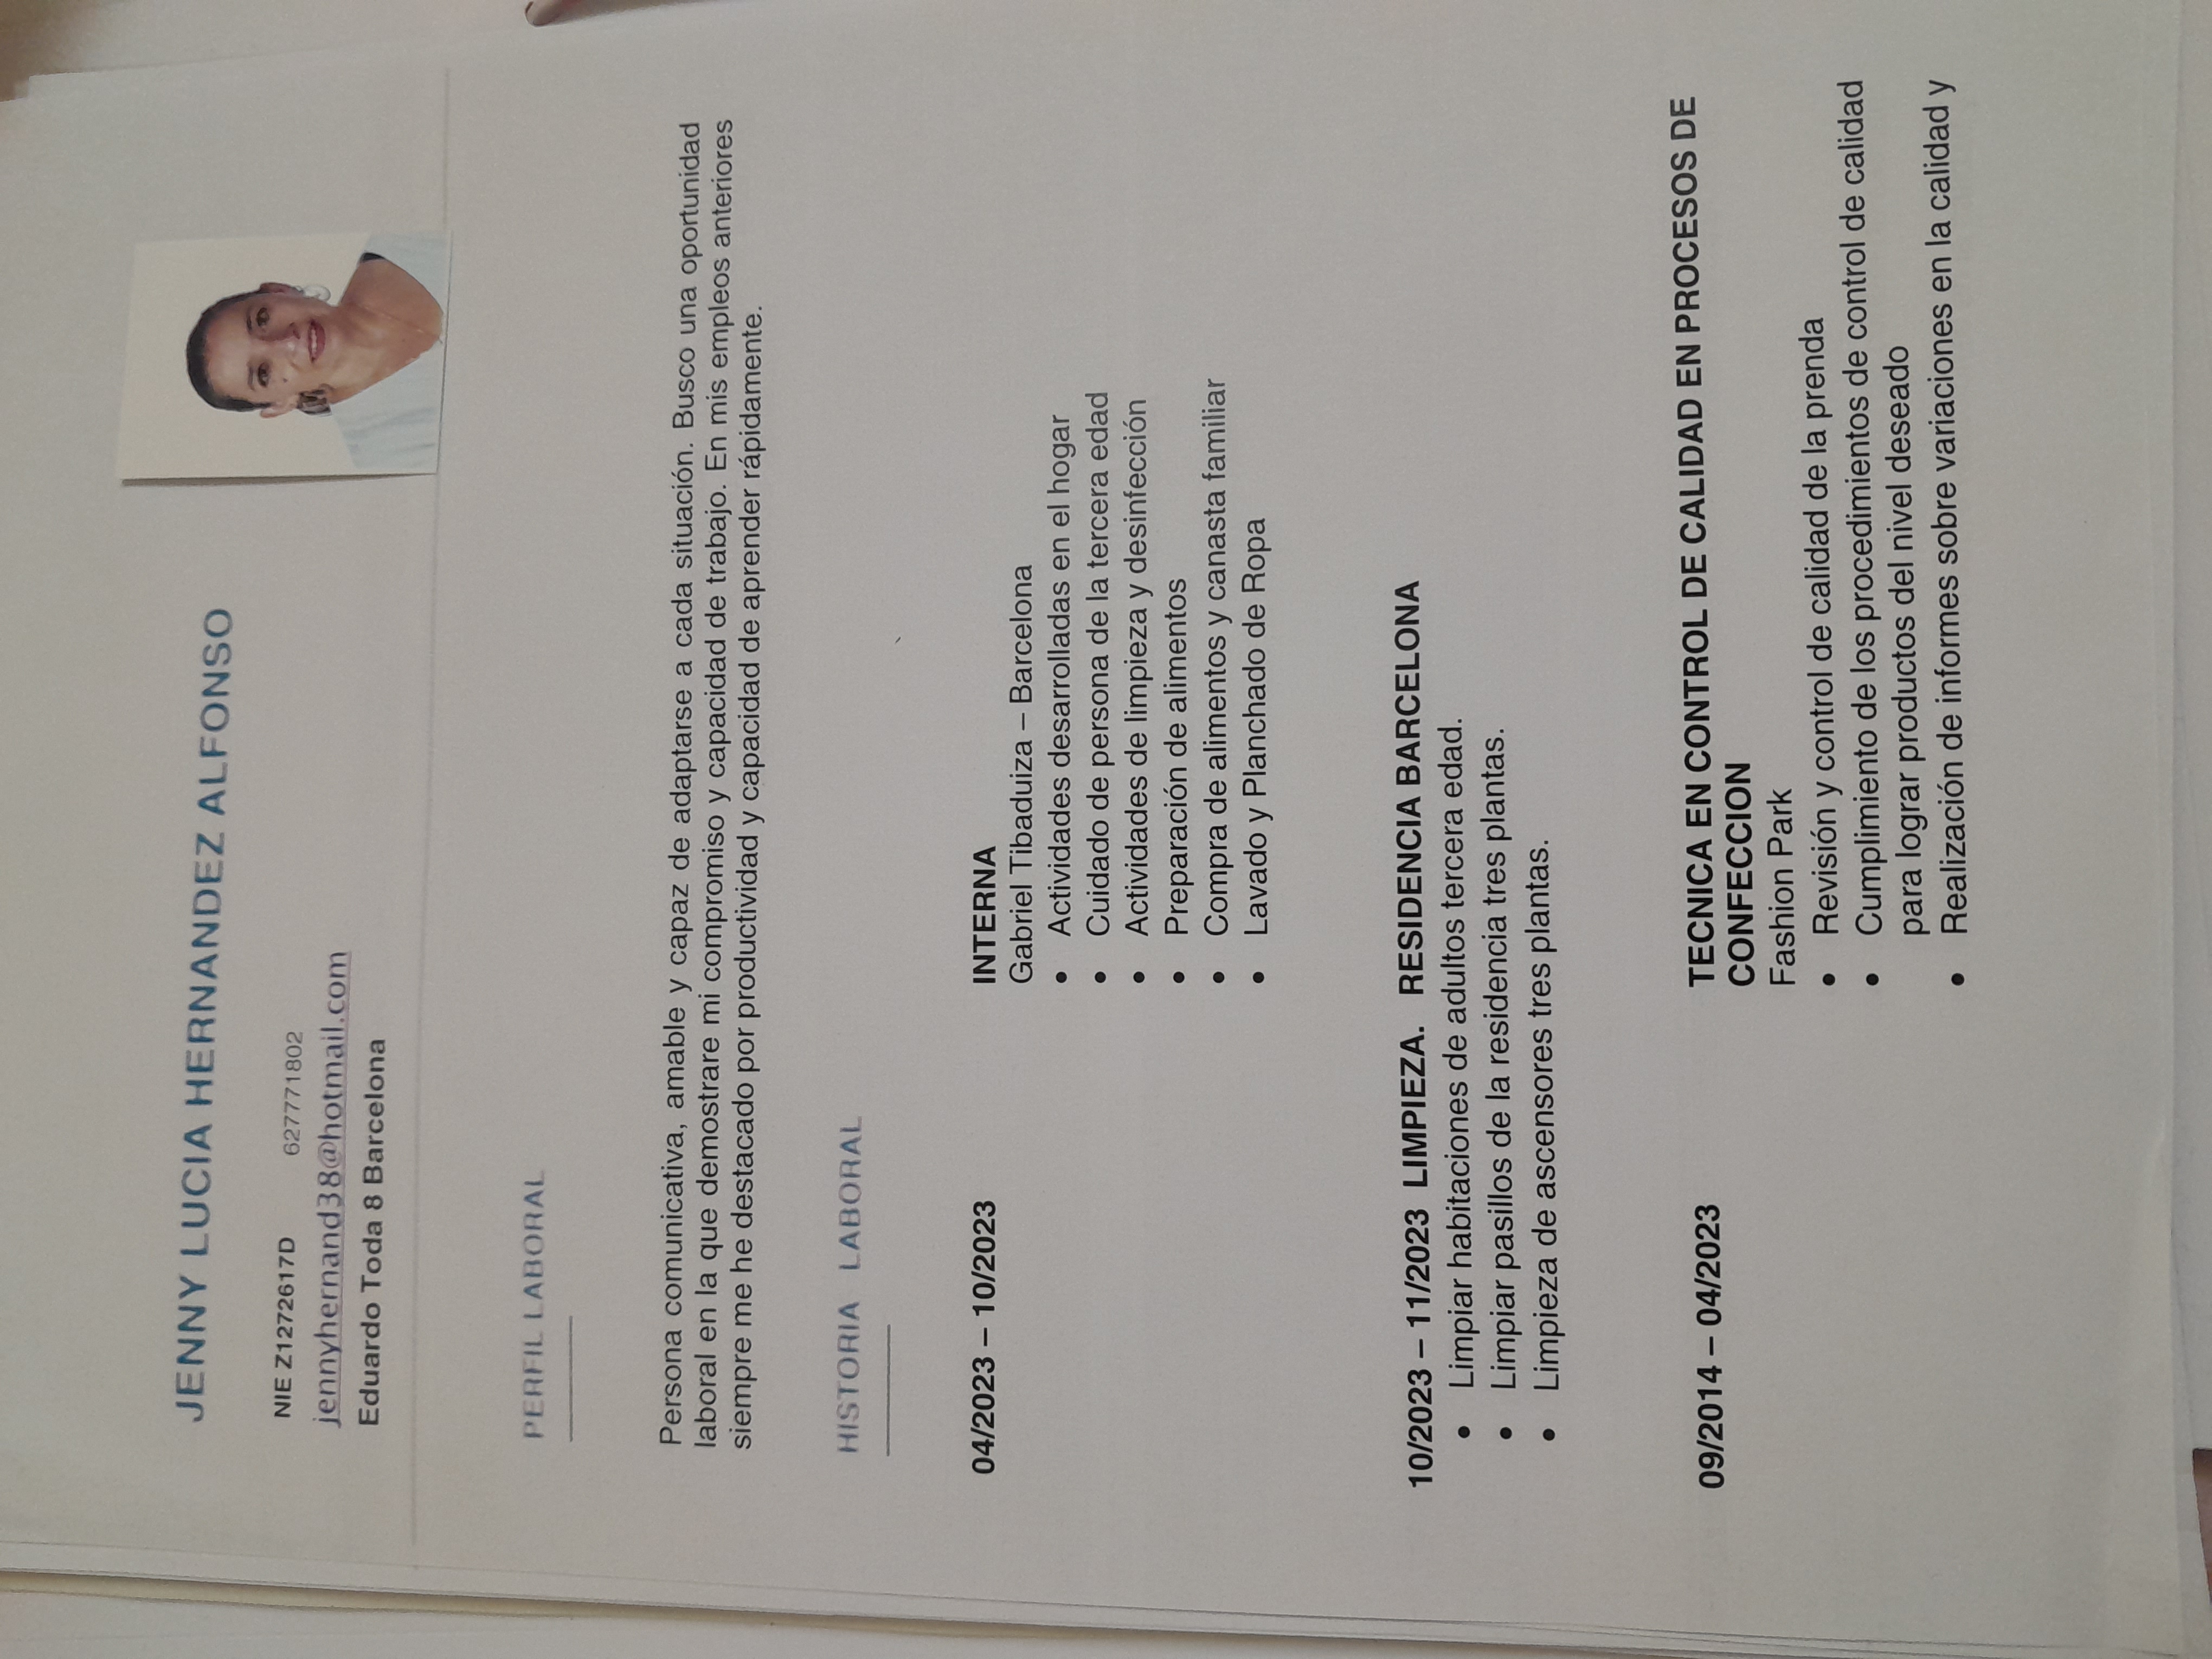 JENNY LUCIA HERNANDEZ ALFONSO
NIE Z1272617D 627771802
jennyhernand38@hotmail.com
Eduardo Toda 8 Barcelona
PERFIL LABORAL
Persona comunicativa, amable y capaz de adaptarse a cada situación. Busco una oportunidad
laboral en la que demostrare mi compromiso y capacidad de trabajo. En mis empleos anteriores
siempre me he destacado por productividad y capacidad de aprender rápidamente.
HISTORIA LABORAL
04/2023 – 10/2023 INTERNA
Gabriel Tibaduiza – Barcelona
• Actividades desarrolladas en el hogar
• Cuidado de persona de la tercera edad
• Actividades de limpieza y desinfección
• Preparación de alimentos
• Compra de alimentos y canasta familiar
• Lavado y Planchado de Ropa
10/2023 – 11/2023 LIMPIEZA. RESIDENCIA BARCELONA
• Limpiar habitaciones de adultos tercera edad.
• Limpiar pasillos de la residencia tres plantas.
• Limpieza de ascensores tres plantas.
09/2014 – 04/2023 TECNICA EN CONTROL DE CALIDAD EN PROCESOS DE
CONFECCION
Fashion Park
• Revisión y control de calidad de la prenda
• Cumplimiento de los procedimientos de control de calidad
para lograr productos del nivel deseado
• Realización de informes sobre variaciones en la calidad y